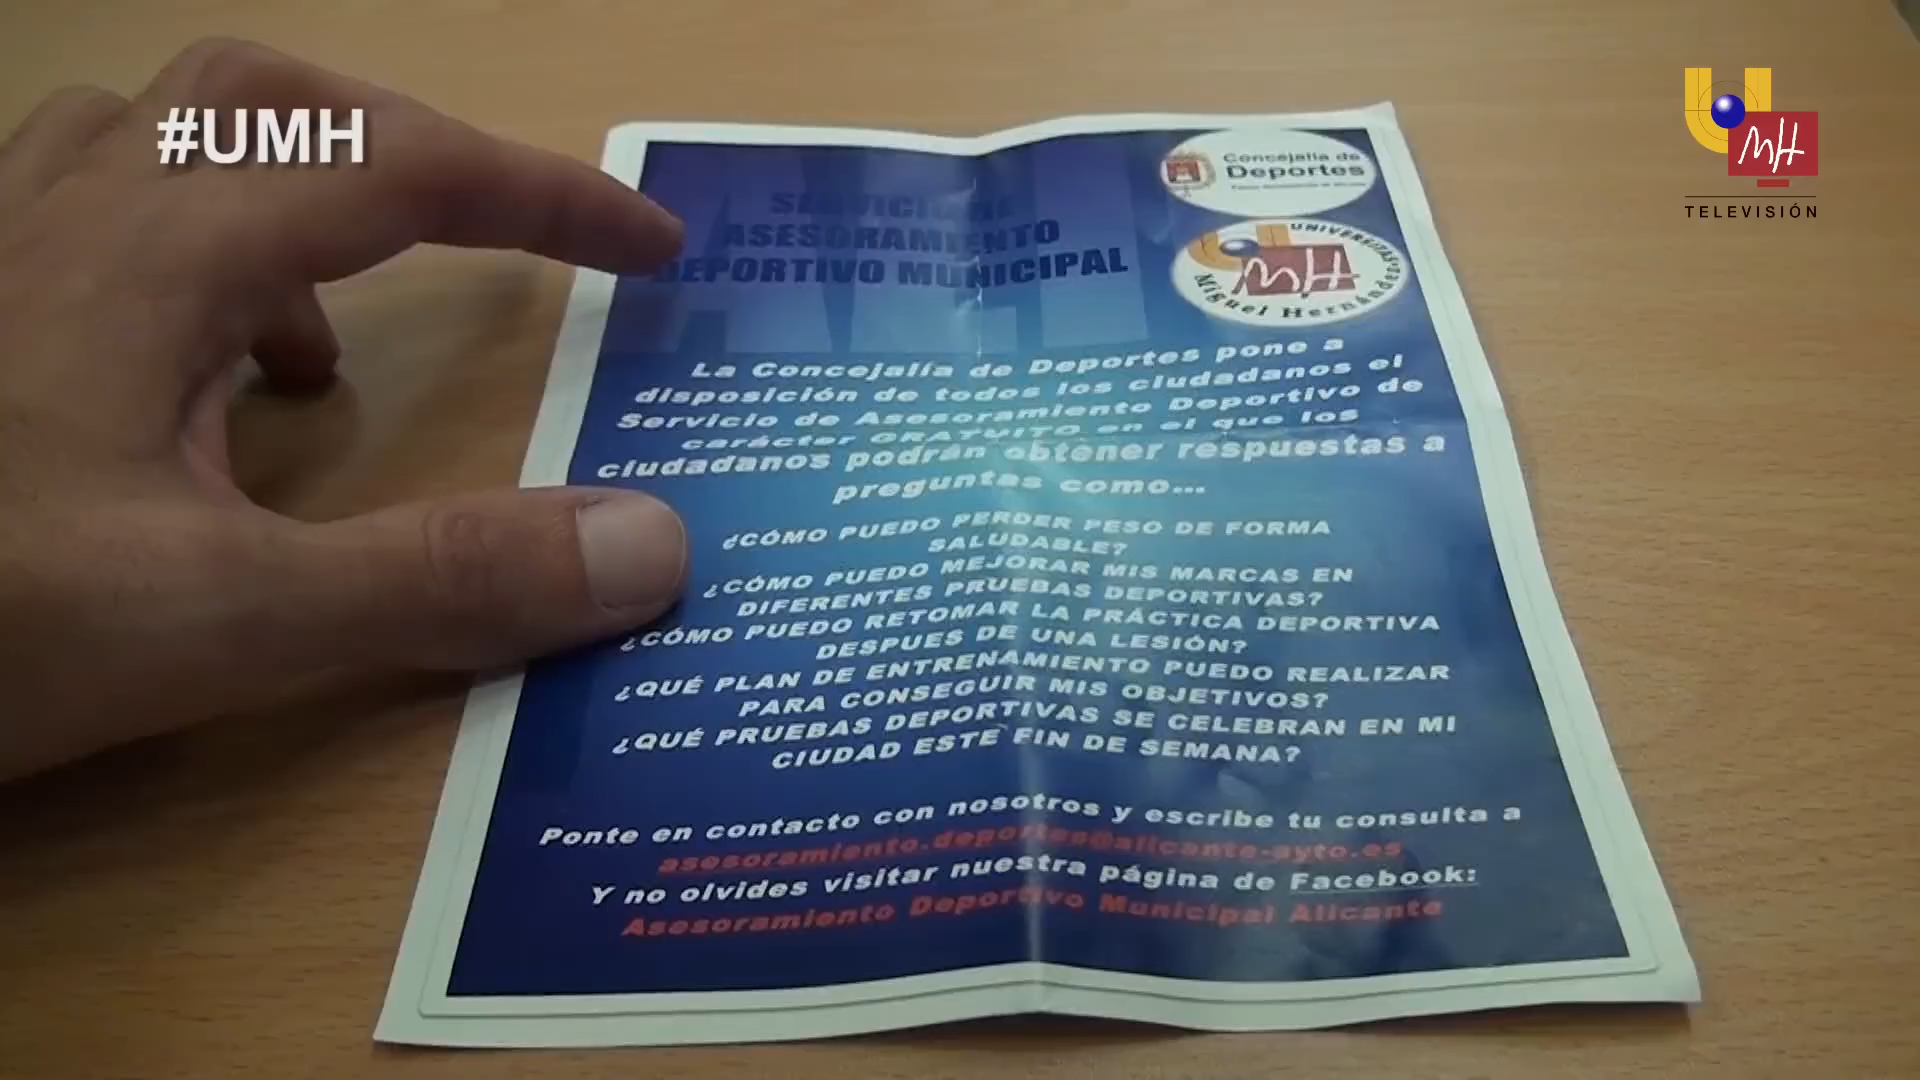 #UMH
TELEVISIÓN
Concejalía de
Deportes
UNIVERSITAS
Miguel Hernández
SERVICIO DE
ASESORAMIENTO
DEPORTIVO MUNICIPAL
La Concejalía de Deportes pone a
disposición de todos los ciudadanos el
Servicio de Asesoramiento Deportivo de
carácter GRATUITO en el que los
ciudadanos podrán obtener respuestas a
preguntas como...
¿CÓMO PUEDO PERDER PESO DE FORMA
SALUDABLE?
¿CÓMO PUEDO MEJORAR MIS MARCAS EN
DIFERENTES PRUEBAS DEPORTIVAS?
¿CÓMO PUEDO RETOMAR LA PRÁCTICA DEPORTIVA
DESPUES DE UNA LESIÓN?
¿QUÉ PLAN DE ENTRENAMIENTO PUEDO REALIZAR
PARA CONSEGUIR MIS OBJETIVOS?
¿QUÉ PRUEBAS DEPORTIVAS SE CELEBRAN EN MI
CIUDAD ESTE FIN DE SEMANA?
Ponte en contacto con nosotros y escribe tu consulta a
asesoramiento.deportes@alicante-ayto.es
Y no olvides visitar nuestra página de Facebook:
Asesoramiento Deportivo Municipal Alicante